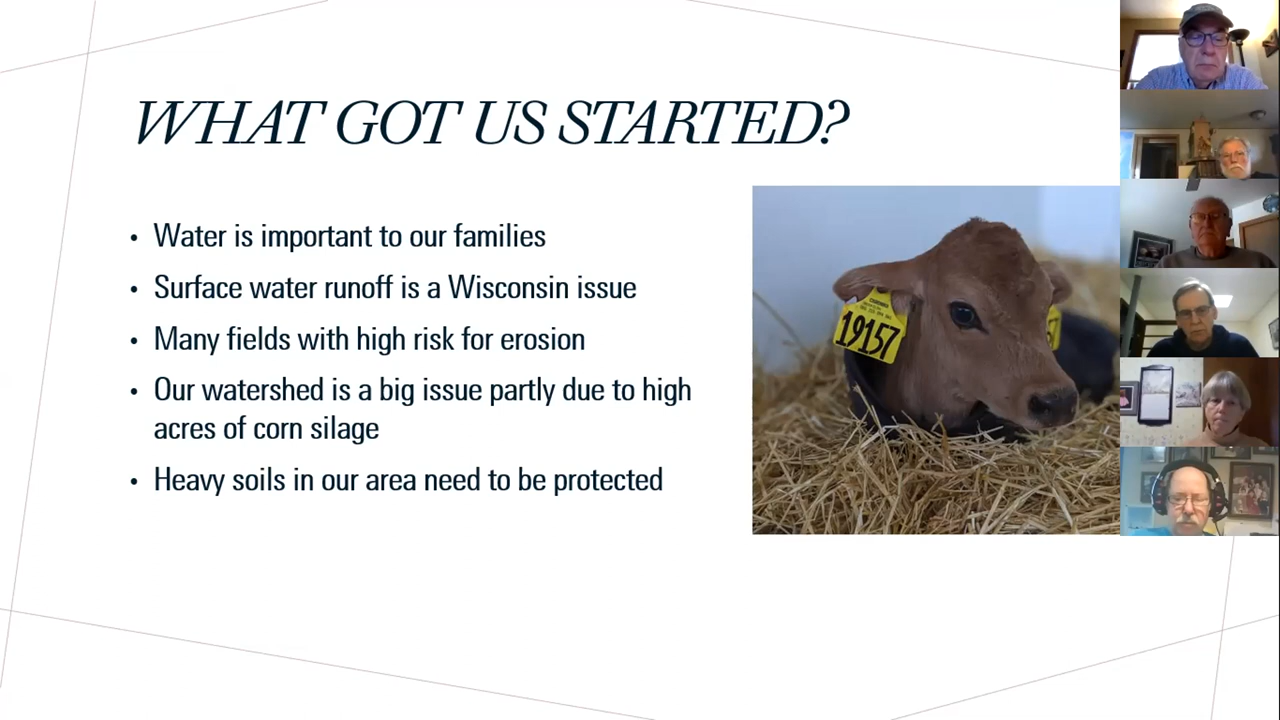 WHAT GOT US STARTED?
• Water is important to our families
• Surface water runoff is a Wisconsin issue
• Many fields with high risk for erosion
• Our watershed is a big issue partly due to high
acres of corn silage
• Heavy soils in our area need to be protected
19157